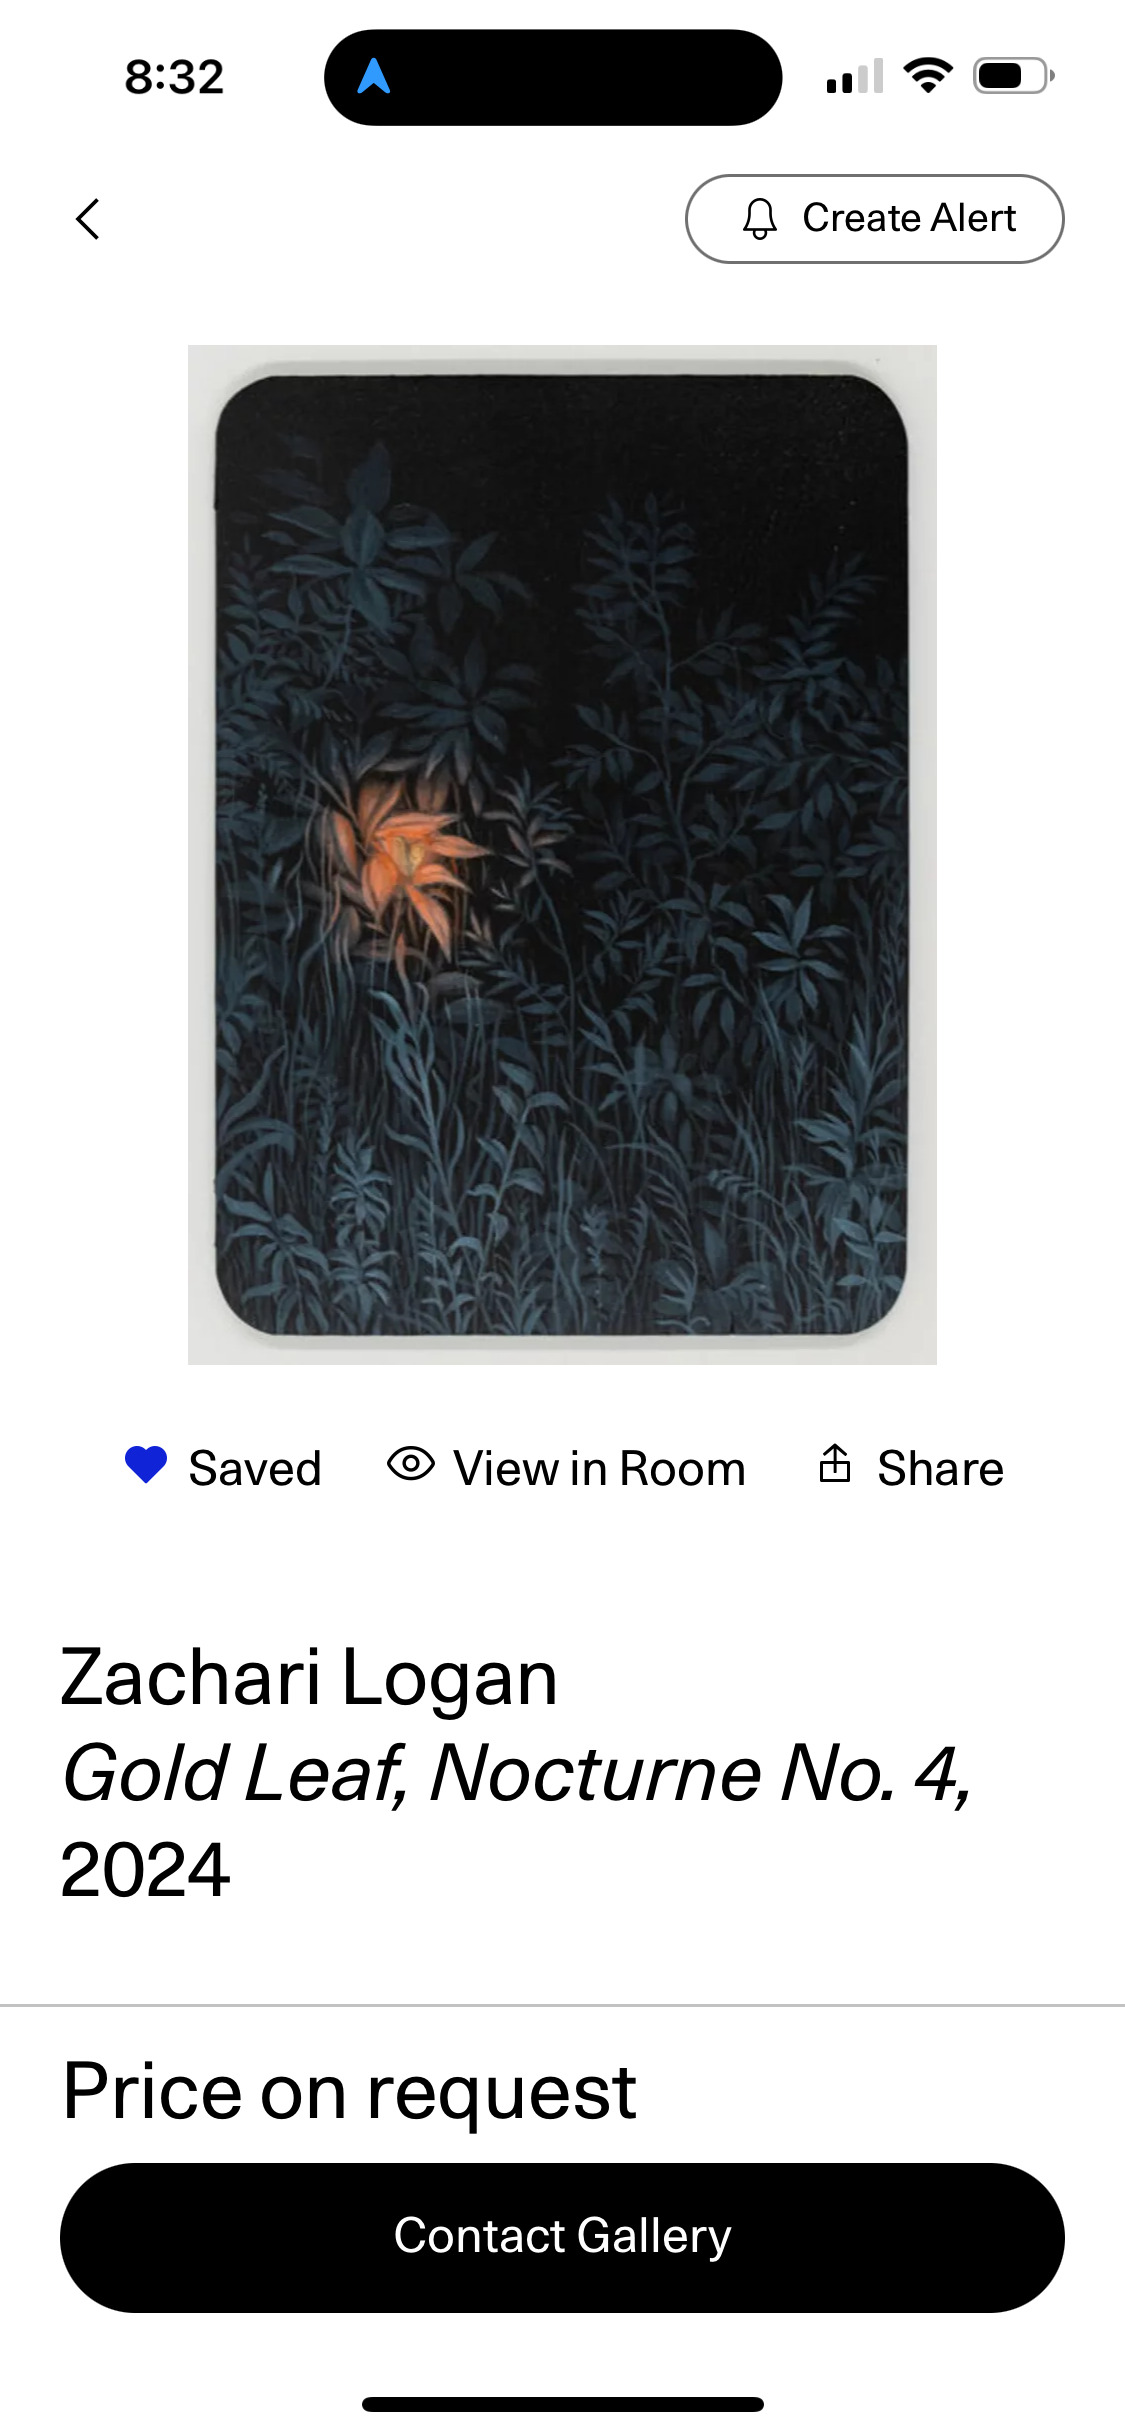 8:32
Create Alert
Saved
View in Room
Share
Zachari Logan
Gold Leaf, Nocturne No. 4,
2024
Price on request
Contact Gallery